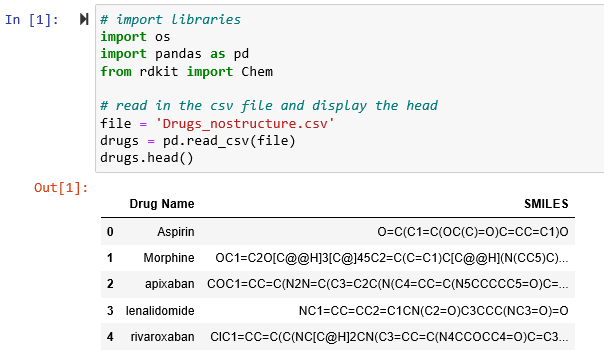 In [1]:
# import libraries
import os
import pandas as pd
from rdkit import Chem
# read in the csv file and display the head
file = 'Drugs_nostructure.csv'
drugs = pd.read_csv(file)
drugs.head()
Out[1]:
Drug Name SMILES
0 Aspirin O=C(C1=C(OC(C)=O)C=CC=C1)O
1 Morphine OC1=C2O[C@@H]3[C@]45C2=C(C=C1)C[C@@H](N(CC5)C)...
2 apixaban COC1=CC=C(N2N=C(C3=C2C(N(C4=CC=C(N5CCCCC5=O)C=...
3 lenalidomide NC1=CC=CC2=C1CN(C2=O)C3CCC(NC3=O)=O
4 rivaroxaban ClC1=CC=C(C(NC[C@H]2CN(C3=CC=C(N4CCOCC4=O)C=C3...